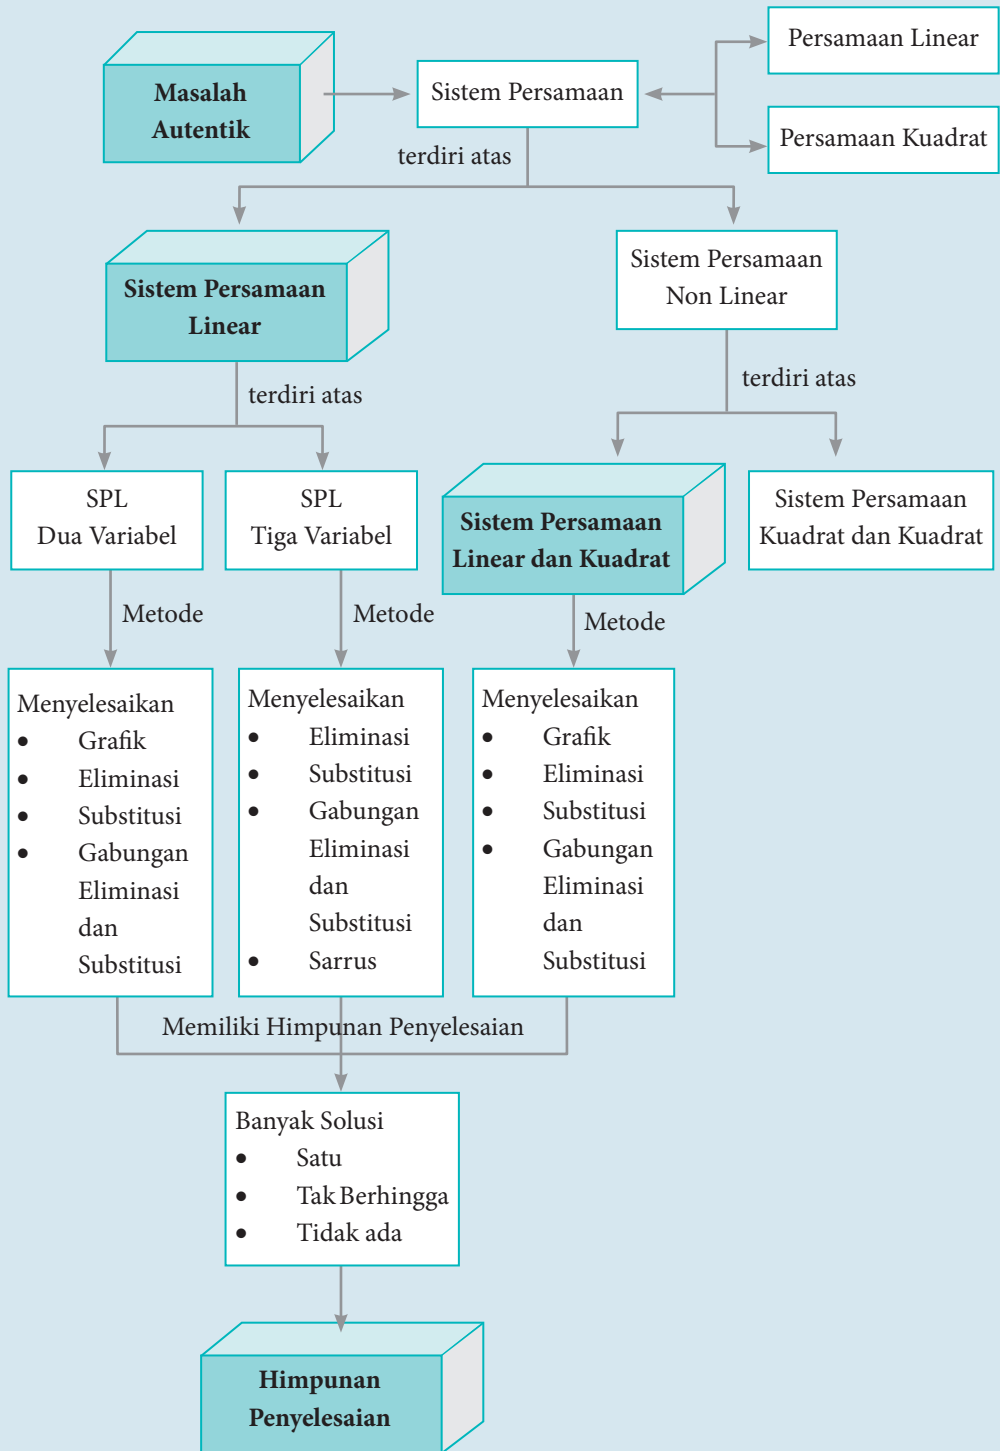 Persamaan Linear
Masalah
Autentik
Sistem Persamaan
Persamaan Kuadrat
terdiri atas
Sistem Persamaan
Linear
Sistem Persamaan
Non Linear
terdiri atas
terdiri atas
SPL
Dua Variabel
SPL
Tiga Variabel
Sistem Persamaan
Linear dan Kuadrat
Sistem Persamaan
Kuadrat dan Kuadrat
Metode
Metode
Metode
Menyelesaikan
• Grafik
• Eliminasi
• Substitusi
• Gabungan
Eliminasi
dan
Substitusi
Menyelesaikan
• Eliminasi
• Substitusi
• Gabungan
Eliminasi
dan
Substitusi
• Sarrus
Menyelesaikan
• Grafik
• Eliminasi
• Substitusi
• Gabungan
Eliminasi
dan
Substitusi
Memiliki Himpunan Penyelesaian
Banyak Solusi
• Satu
• Tak Berhingga
• Tidak ada
Himpunan
Penyelesaian